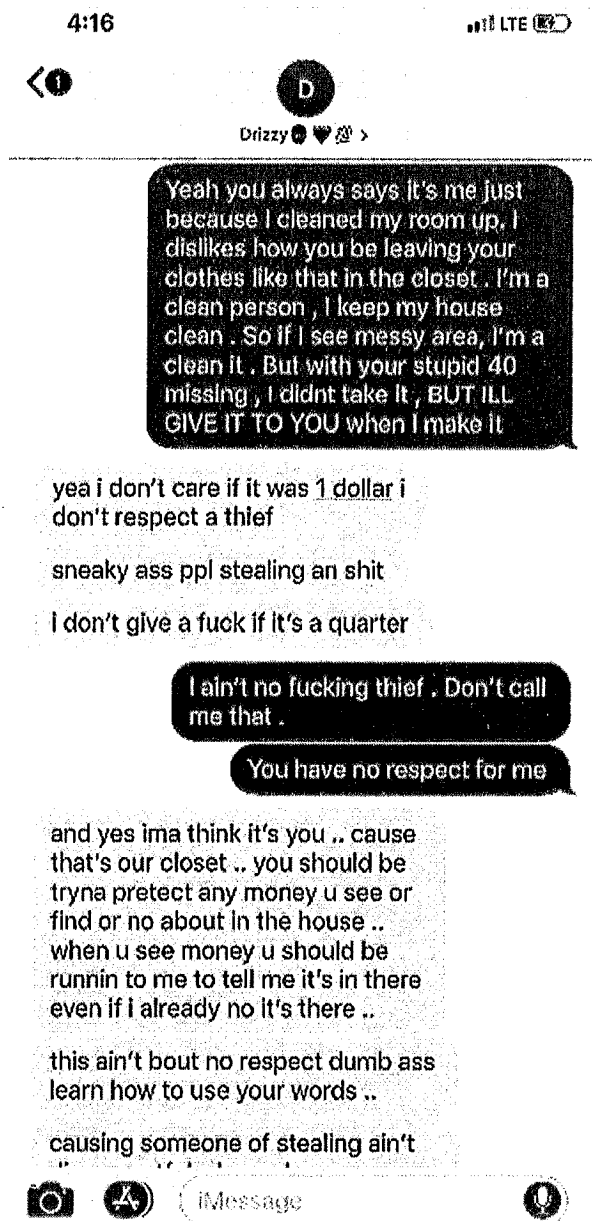 4:16
LTE
1
D
Drizzy
Yeah you always says it's me just
because I cleaned my room up, I
dislikes how you be leaving your
clothes like that in the closet . I'm a
clean person , I keep my house
clean . So if I see messy area, I'm a
clean it . But with your stupid 40
missing , I didnt take it , BUT ILL
GIVE IT TO YOU when I make it
yea i don't care if it was 1 dollar i
don't respect a thief
sneaky ass ppl stealing an shit
i don't give a fuck if it's a quarter
I ain't no fucking thief . Don't call
me that .
You have no respect for me
and yes ima think it's you .. cause
that's our closet .. you should be
tryna pretect any money u see or
find or no about in the house ..
when u see money u should be
runnin to me to tell me it's in there
even if i already no it's there ..
this ain't bout no respect dumb ass
learn how to use your words ..
causing someone of stealing ain't
iMessage